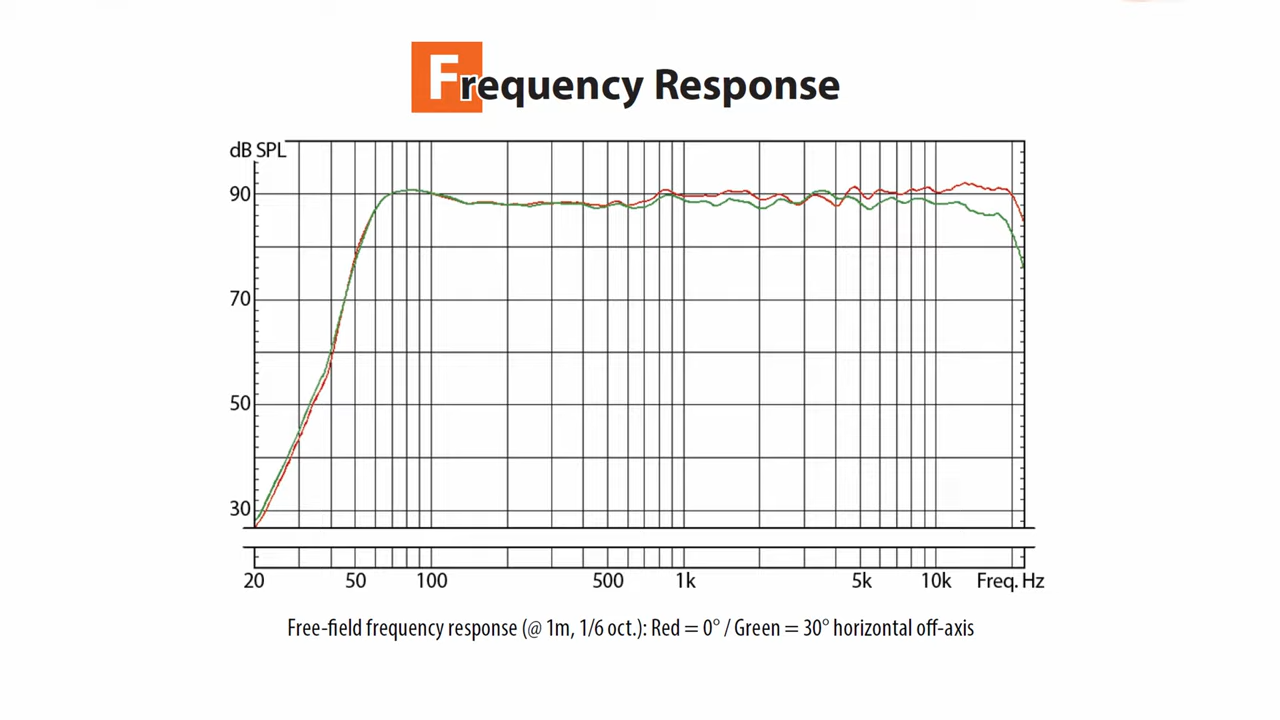 Frequency Response
dB SPL
90
70
50
30
20 50 100 500 1k 5k 10k Freq. Hz
Free-field frequency response (@ 1m, 1/6 oct.): Red = 0° / Green = 30° horizontal off-axis